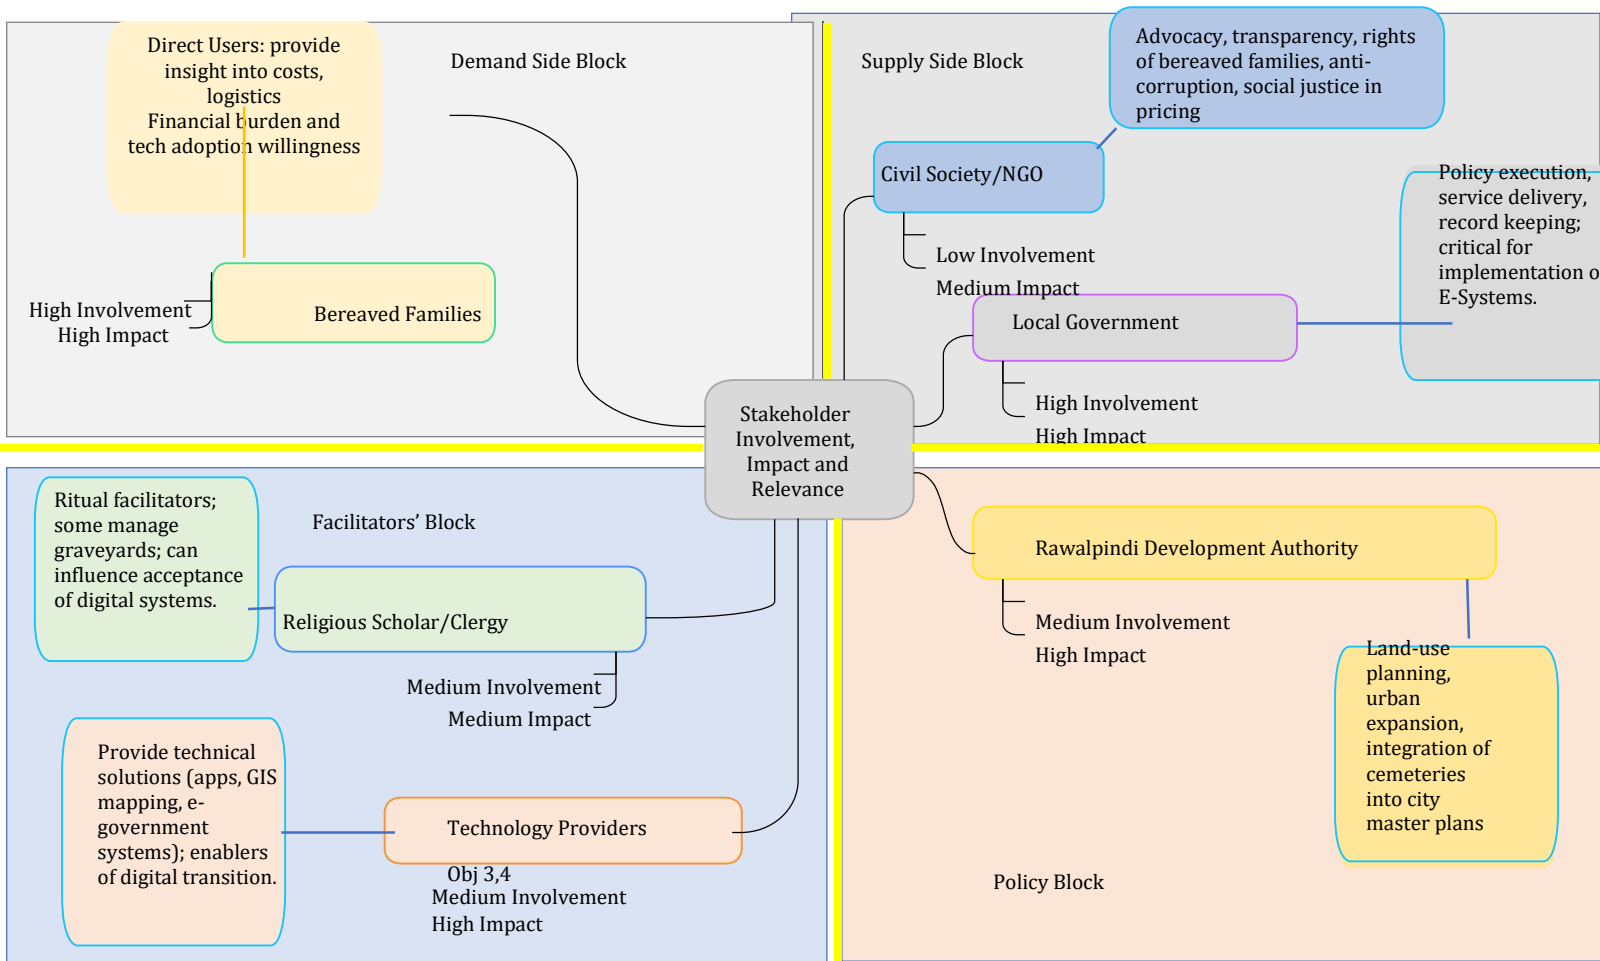 Direct Users: provide
insight into costs,
logistics
Financial burden and
tech adoption willingness
Demand Side Block
High Involvement
High Impact
Bereaved Families
Supply Side Block
Advocacy, transparency, rights
of bereaved families, anti-
corruption, social justice in
pricing
Civil Society/NGO
Low Involvement
Medium Impact
Policy execution,
service delivery,
record keeping;
critical for
implementation o
E-Systems.
Local Government
High Involvement
High Impact
Stakeholder
Involvement,
Impact and
Relevance
Ritual facilitators;
some manage
graveyards; can
influence acceptance
of digital systems.
Facilitators’ Block
Religious Scholar/Clergy
Medium Involvement
Medium Impact
Provide technical
solutions (apps, GIS
mapping, e-
government
systems); enablers
of digital transition.
Technology Providers
Obj 3,4
Medium Involvement
High Impact
Rawalpindi Development Authority
Medium Involvement
High Impact
Land-use
planning,
urban
expansion,
integration of
cemeteries
into city
master plans
Policy Block